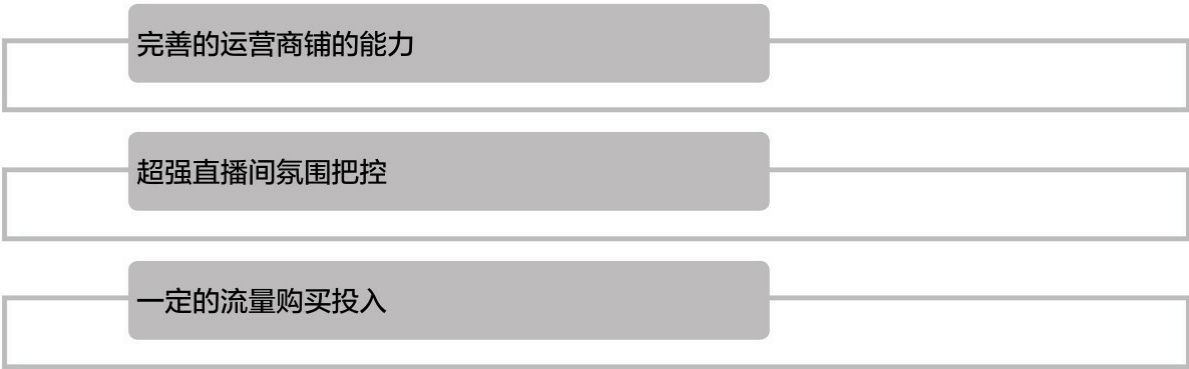 完善的运营商铺的能力
超强直播间氛围把控
一定的流量购买投入